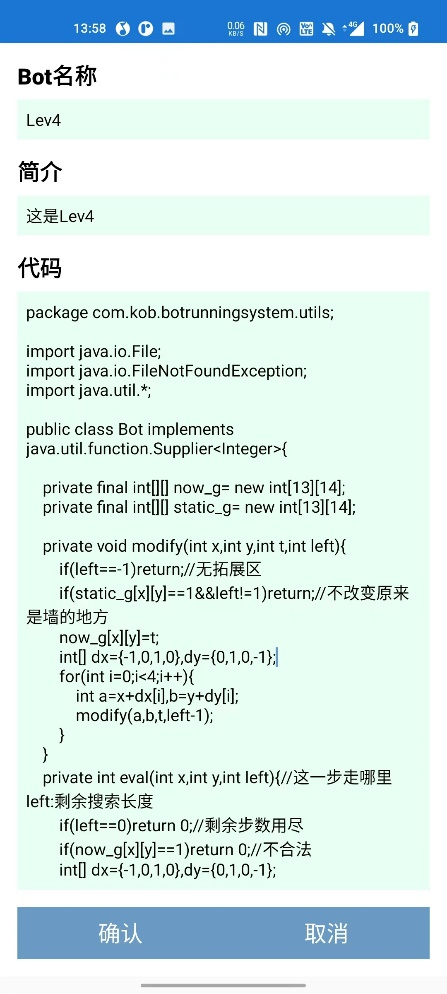 13:58
0.06
KB/S
4G
100%
Bot名称
Lev4
简介
这是Lev4
代码
package com.kob.botrunningsystem.utils;
import java.io.File;
import java.io.FileNotFoundException;
import java.util.*;
public class Bot implements
java.util.function.Supplier<Integer>{
private final int[][] now_g= new int[13][14];
private final int[][] static_g= new int[13][14];
private void modify(int x,int y,int t,int left){
if(left==-1)return;//无拓展区
if(static_g[x][y]==1&&left!=1)return;//不改变原来
是墙的地方
now_g[x][y]=t;
int[] dx={-1,0,1,0},dy={0,1,0,-1};
for(int i=0;i<4;i++){
int a=x+dx[i],b=y+dy[i];
modify(a,b,t,left-1);
}
}
private int eval(int x,int y,int left){//这一步走哪里
left:剩余搜索长度
if(left==0)return 0;//剩余步数用尽
if(now_g[x][y]==1)return 0;//不合法
int[] dx={-1,0,1,0},dy={0,1,0,-1};
确认
取消